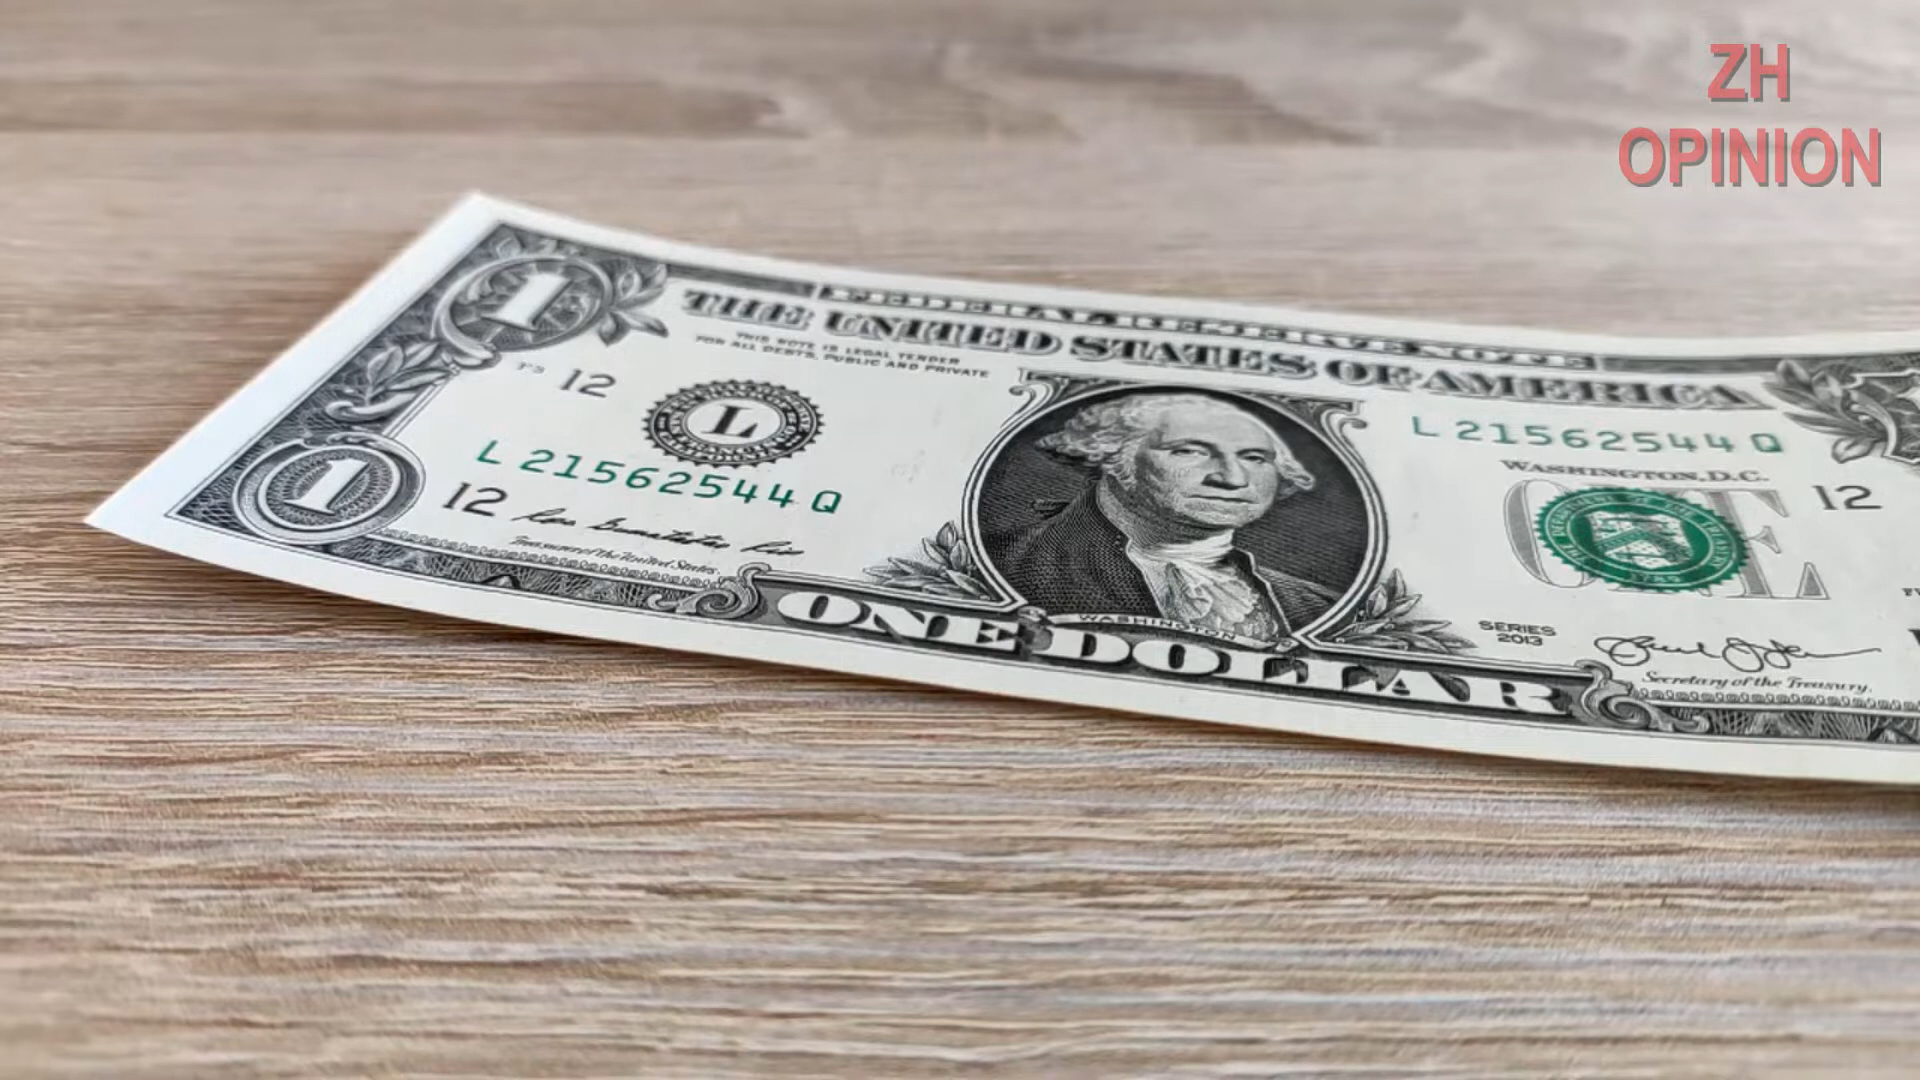 ZH
OPINION
FEDERAL RESERVE NOTE
THE UNITED STATES OF AMERICA
THIS NOTE IS LEGAL TENDER
FOR ALL DEBTS, PUBLIC AND PRIVATE
1
12
L
L 21562544 Q
L 21562544 Q
WASHINGTON, D.C.
12
ONE
1789
1
12
Treasurer of the United States.
WASHINGTON
SERIES
2013
Secretary of the Treasury.
ONE DOLLAR